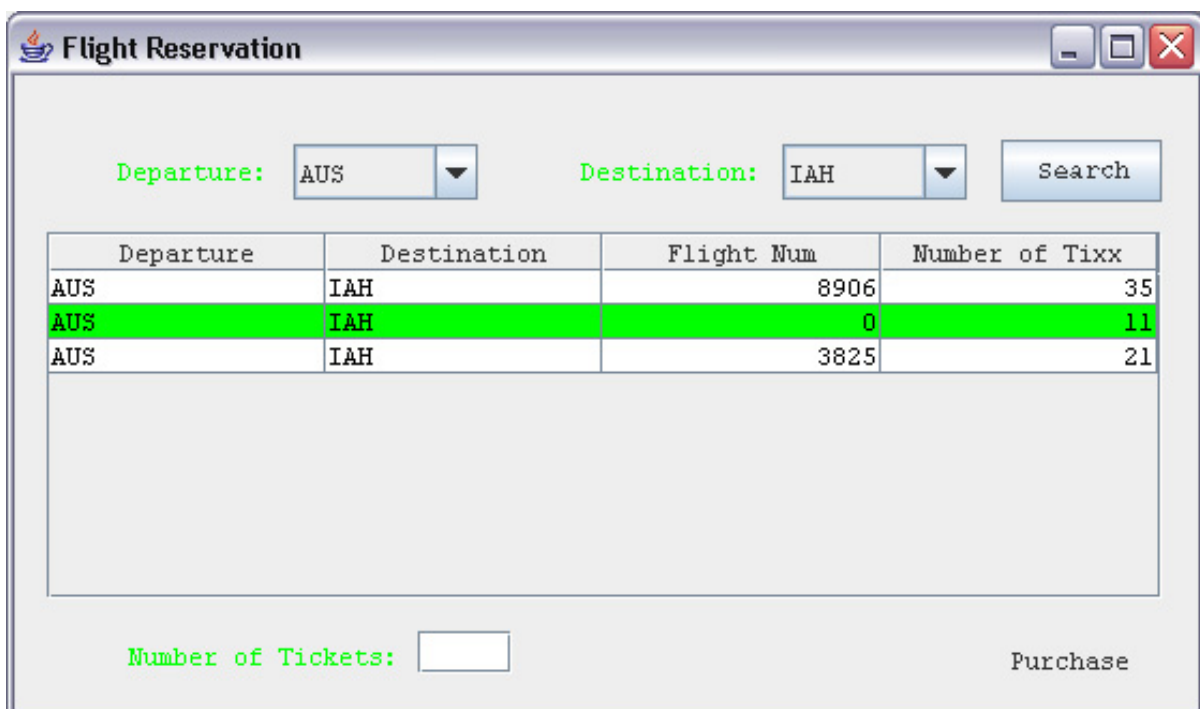 Flight Reservation
Departure: AUS Destination: IAH Search
Departure Destination Flight Num Number of Tixx
AUS IAH 8906 35
AUS IAH 0 11
AUS IAH 3825 21
Number of Tickets: Purchase